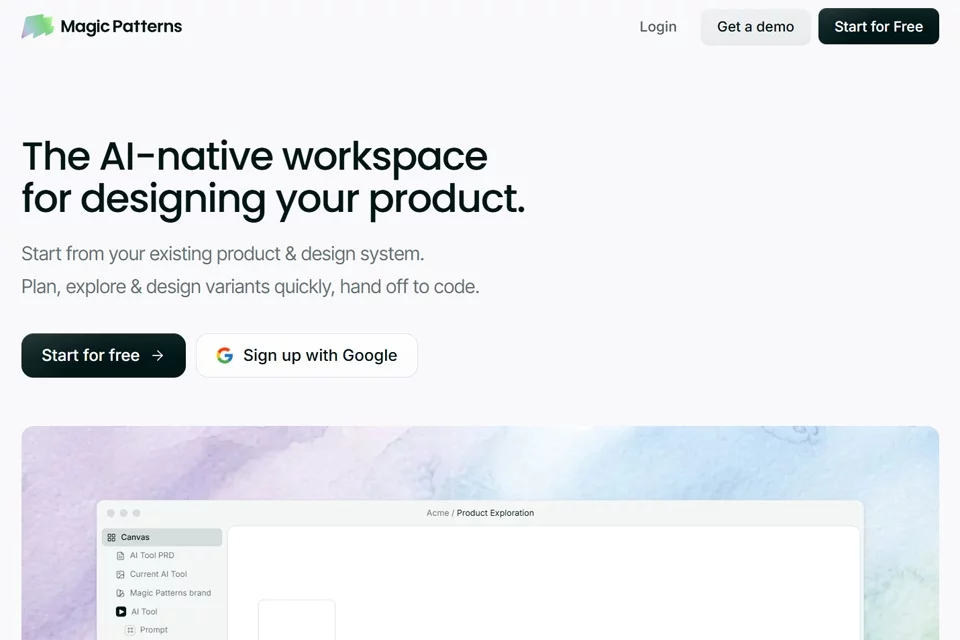 Magic Patterns
Login
Get a demo
Start for Free
The AI-native workspace
for designing your product.
Start from your existing product & design system.
Plan, explore & design variants quickly, hand off to code.
Start for free →
Sign up with Google
Acme / Product Exploration
Canvas
AI Tool PRD
Current AI Tool
Magic Patterns brand
AI Tool
Prompt